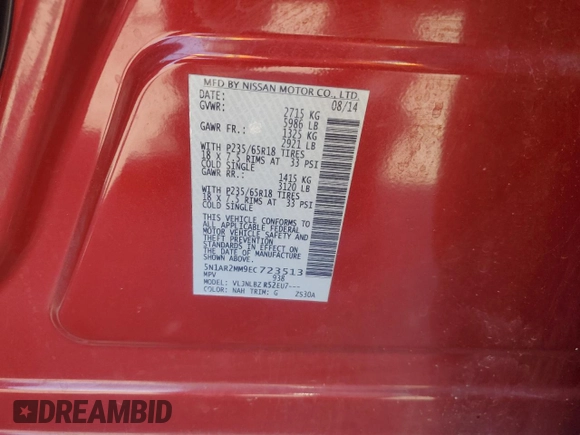 MFD BY NISSAN MOTOR CO., LTD.
DATE: 08/14
GVWR: 2715 KG
5986 LB
GAWR FR.: 1325 KG
2921 LB
WITH P235/65R18 TIRES
18 X 7.5 RIMS AT 33 PSI
COLD SINGLE
GAWR RR.: 1415 KG
3120 LB
WITH P235/65R18 TIRES
18 X 7.5 RIMS AT 33 PSI
COLD SINGLE
THIS VEHICLE CONFORMS TO
ALL APPLICABLE FEDERAL
MOTOR VEHICLE SAFETY AND
THEFT PREVENTION
STANDARDS IN EFFECT ON
THE DATE OF MANUFACTURE
SHOWN ABOVE.
5N1AR2MM9EC723513
MPV 938
MODEL: VLJNLBZ R52EU7---
COLOR: NAH TRIM: G 2530A
DREAMBID